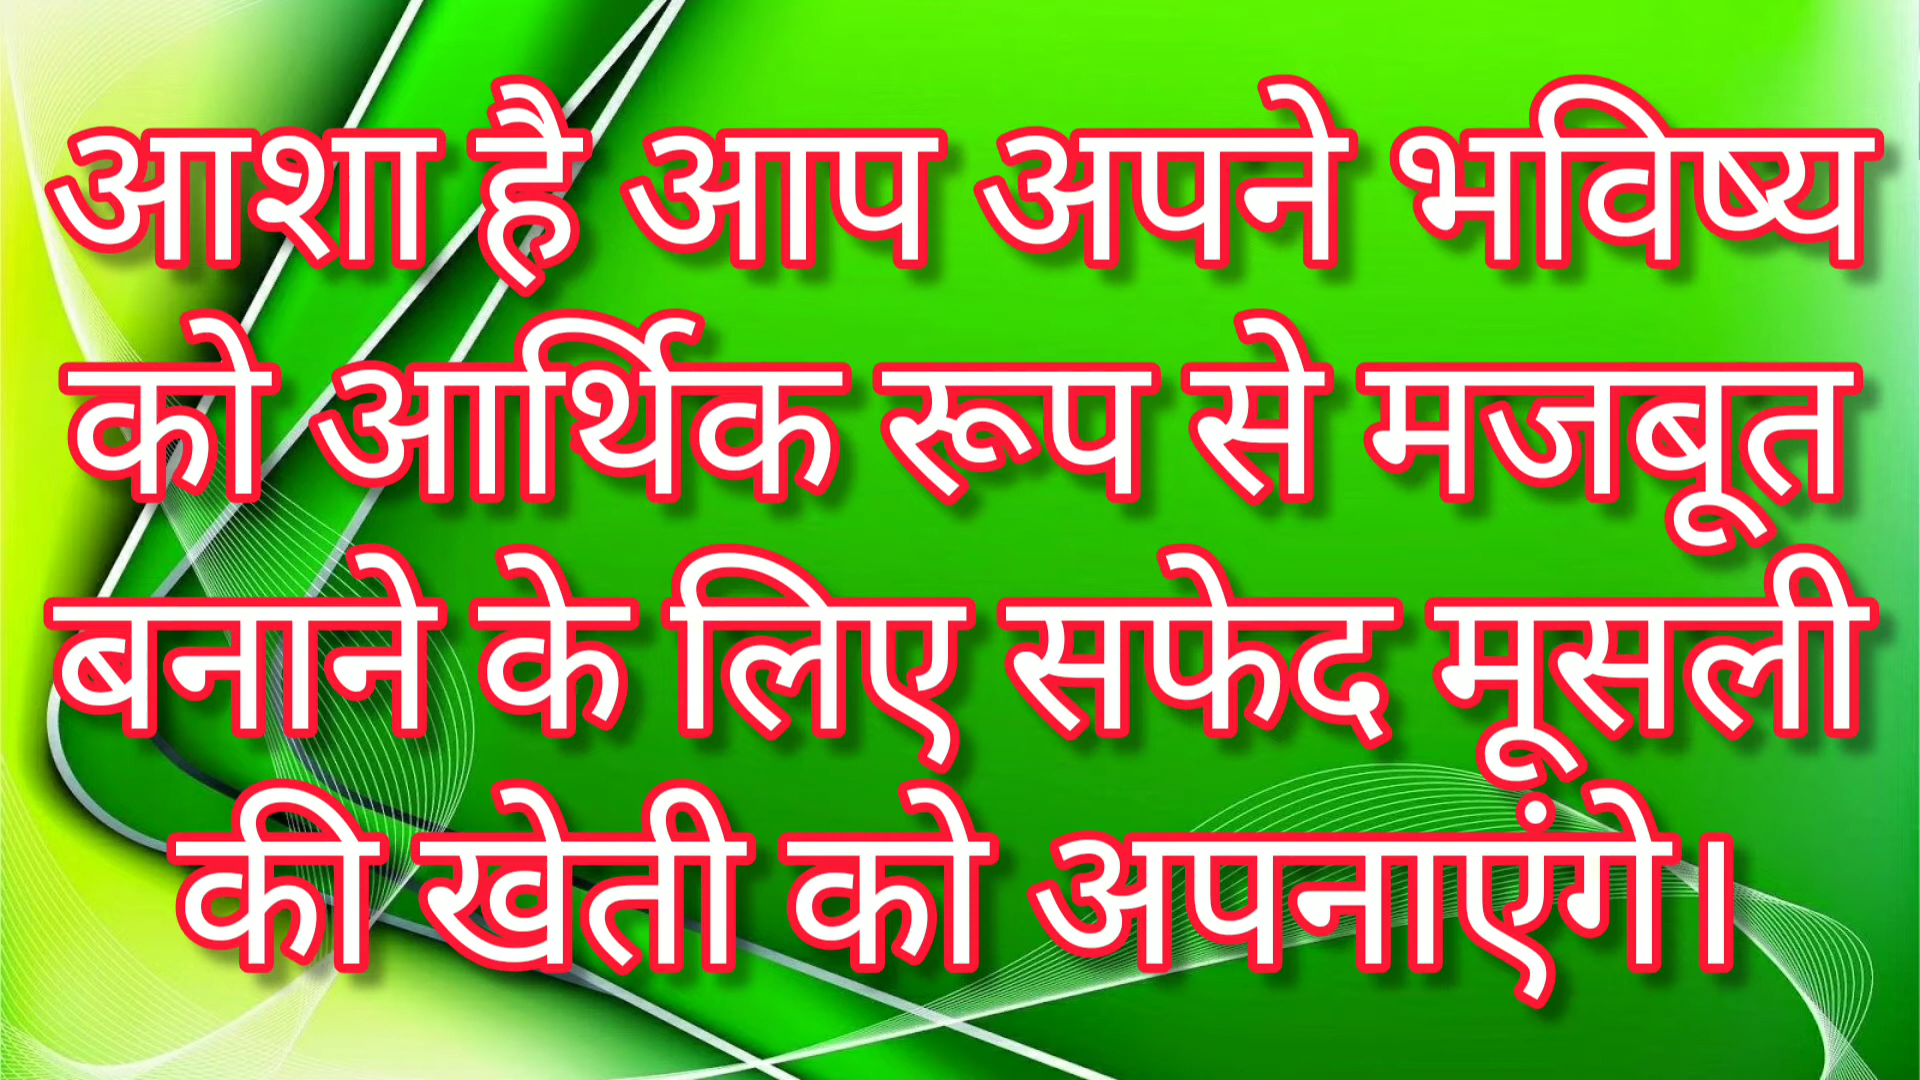 आशा है आप अपने भविष्य
को आर्थिक रूप से मजबूत
बनाने के लिए सफेद मूसली
की खेती को अपनाएंगे।